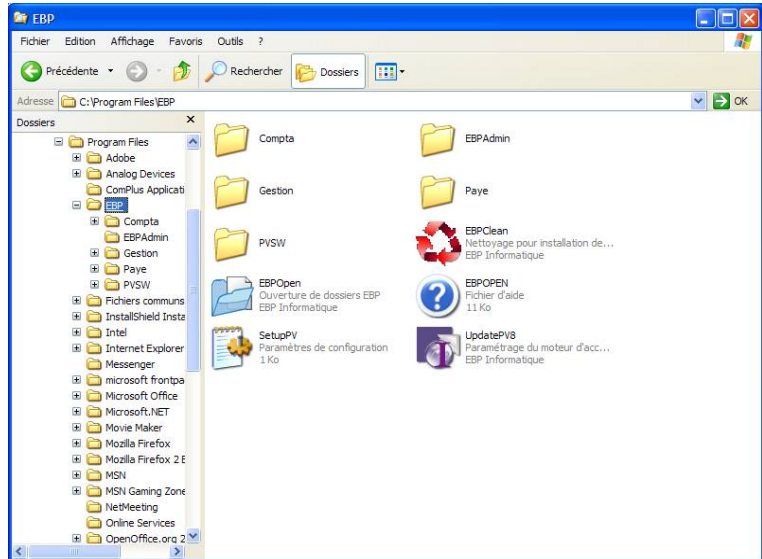 EBP
Fichier Edition Affichage Favoris Outils ?
Précédente Rechercher Dossiers
Adresse C:\Program Files\EBP OK
Dossiers
Program Files
Adobe
Analog Devices
ComPlus Applicati
EBP
Compta
EBPAdmin
Gestion
Paye
PVSW
Fichiers communs
InstallShield Insta
Intel
Internet Explorer
Messenger
microsoft frontpa
Microsoft Office
Microsoft.NET
Movie Maker
Mozilla Firefox
Mozilla Firefox 2 B
MSN
MSN Gaming Zone
NetMeeting
Online Services
OpenOffice.org 2
Compta
EBPAdmin
Gestion
Paye
PVSW
EBPClean
Nettoyage pour installation de...
EBP Informatique
EBPOpen
Ouverture de dossiers EBP
EBP Informatique
EBPOPEN
Fichier d'aide
11 Ko
SetupPV
Paramètres de configuration
1 Ko
UpdatePV8
Paramétrage du moteur d'acc...
EBP Informatique